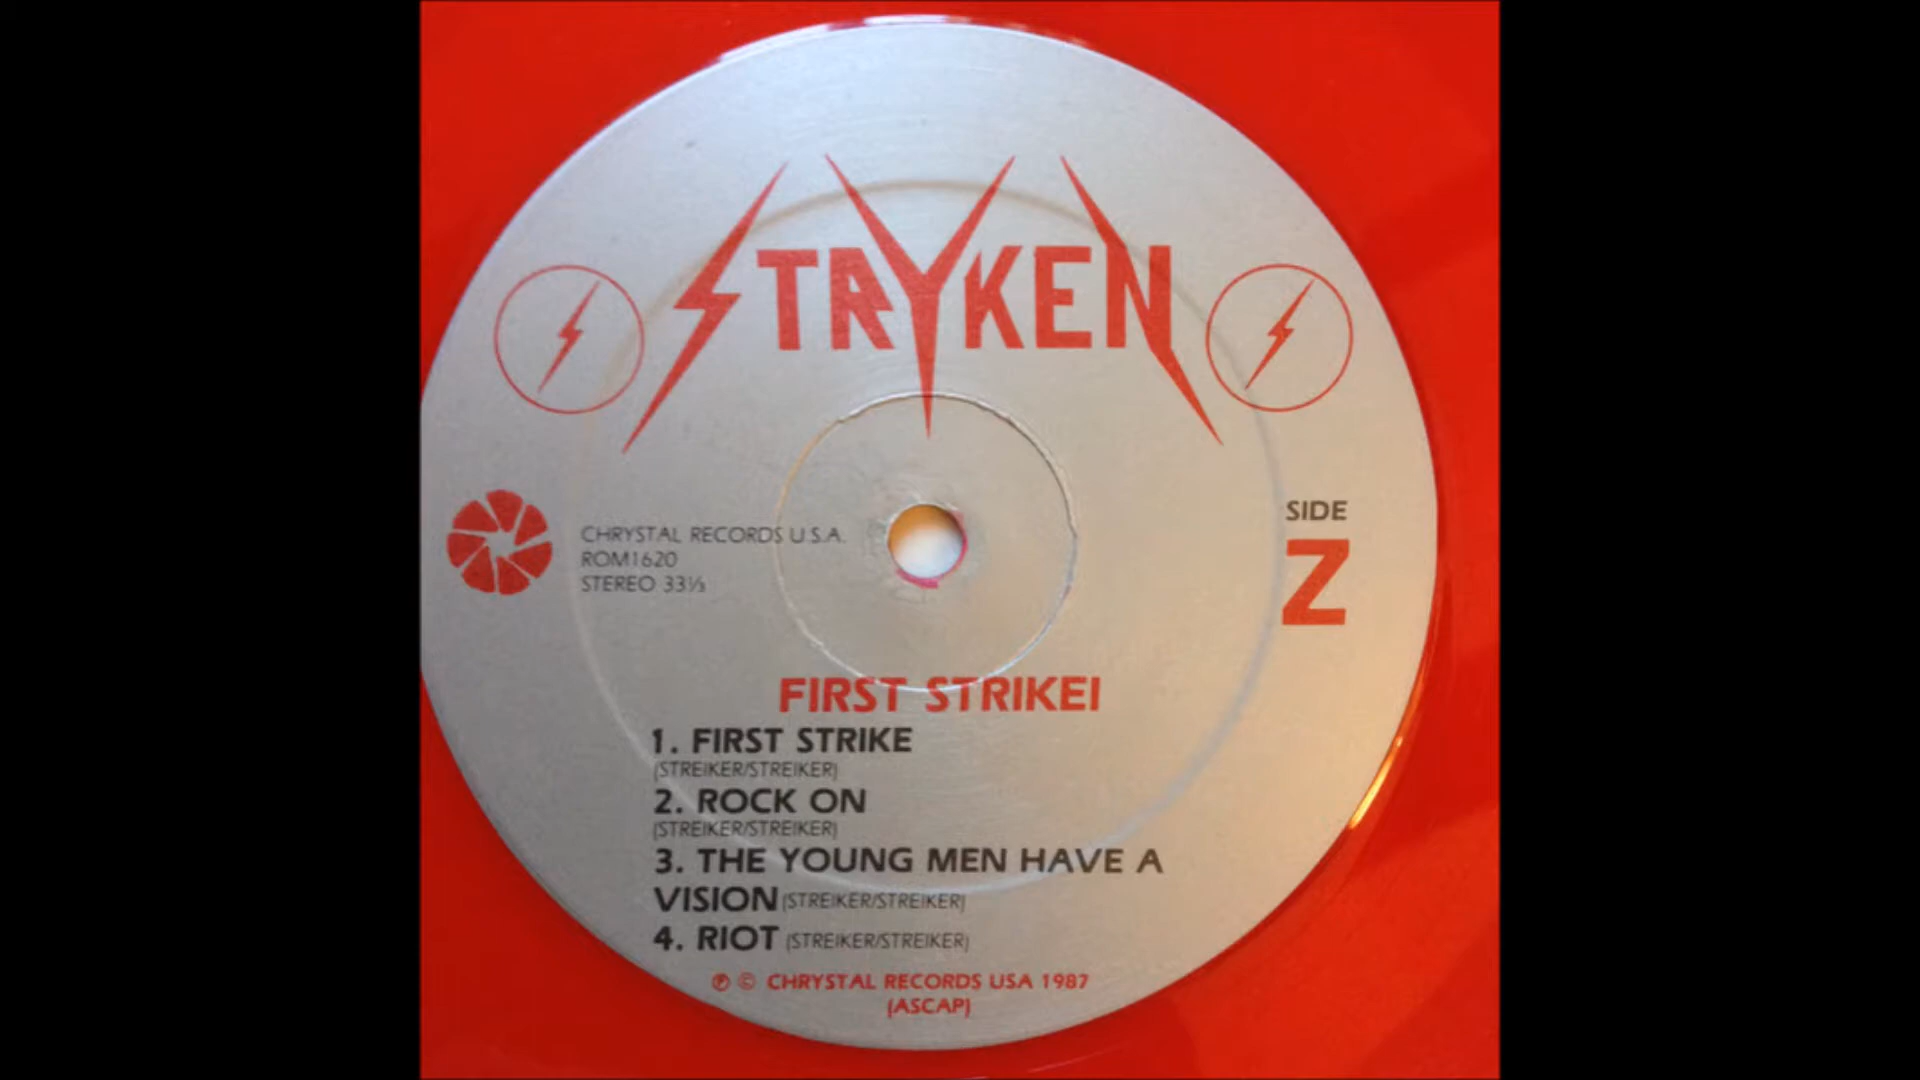 STRYKEN
SIDE
Z
CHRYSTAL RECORDS U.S.A.
ROM1620
STEREO 33⅓
FIRST STRIKE!
1. FIRST STRIKE
(STREIKER/STREIKER)
2. ROCK ON
(STREIKER/STREIKER)
3. THE YOUNG MEN HAVE A
VISION (STREIKER/STREIKER)
4. RIOT (STREIKER/STREIKER)
℗ © CHRYSTAL RECORDS USA 1987
(ASCAP)